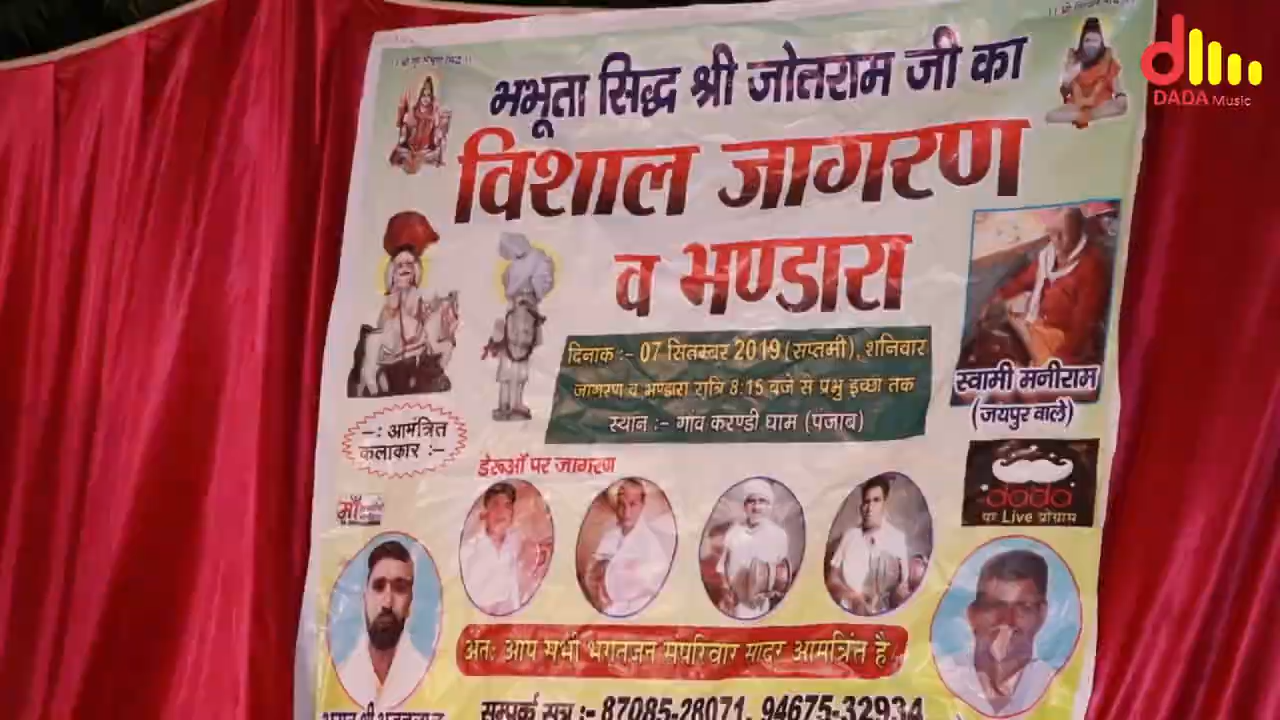 भभूता सिद्ध श्री जोतराम जी का
विशाल जागरण
व भण्डारा
दिनाक :- 07 सितम्बर 2019 (सप्तमी), शनिवार
जागरण व भण्डारा रात्रि 8:15 बजे से प्रभु इच्छा तक
स्थान :- गांव करण्डी धाम (पंजाब)
स्वामी मनीराम
(जयपुर वाले)
-: आमंत्रित
कलाकार :-
डेरूओं पर जागरण
माँ
dada
पर Live प्रोग्राम
अतः आप सभी भगतजन सपरिवार सादर आमंत्रित है
सम्पर्क सूत्र :- 87085-28071, 94675-32934
DADA Music